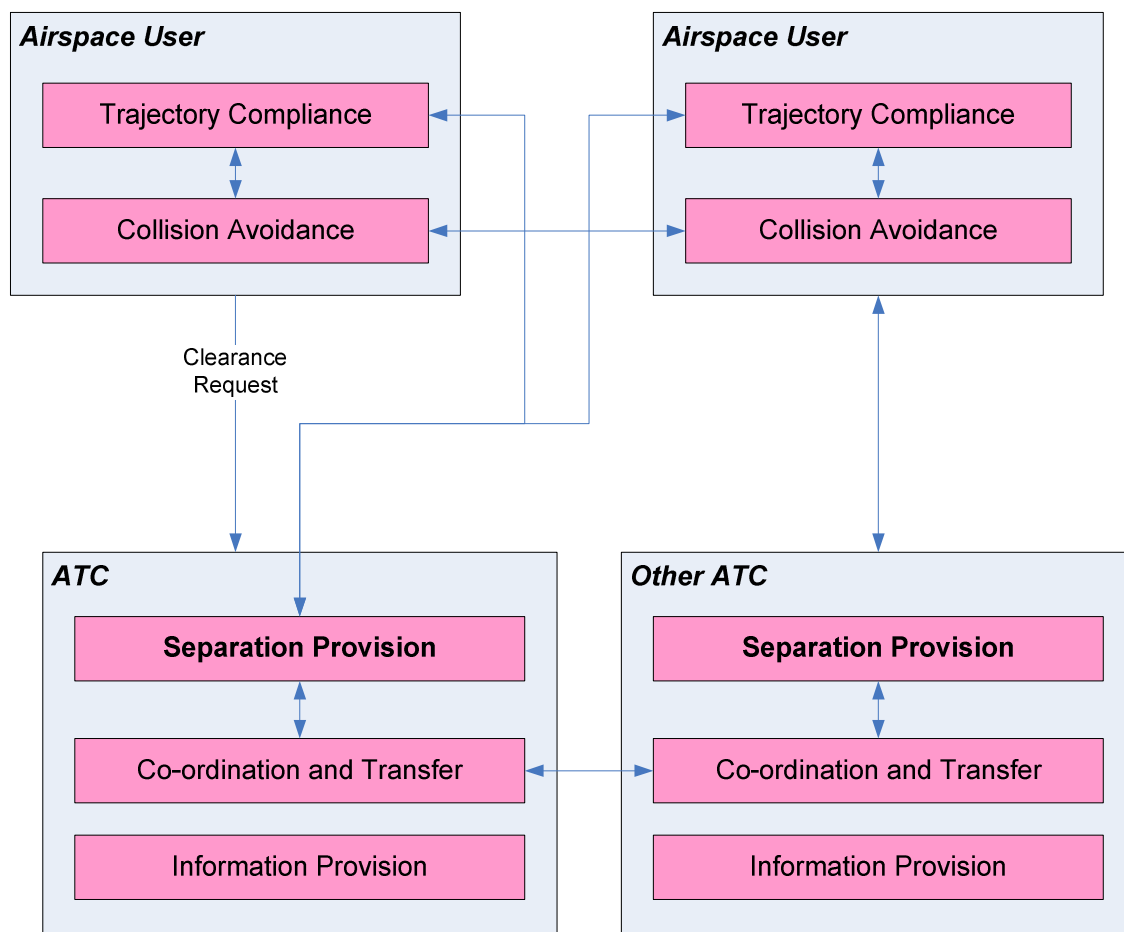 Airspace User
Trajectory Compliance
Collision Avoidance
Airspace User
Trajectory Compliance
Collision Avoidance
Clearance
Request
ATC
Separation Provision
Co-ordination and Transfer
Information Provision
Other ATC
Separation Provision
Co-ordination and Transfer
Information Provision